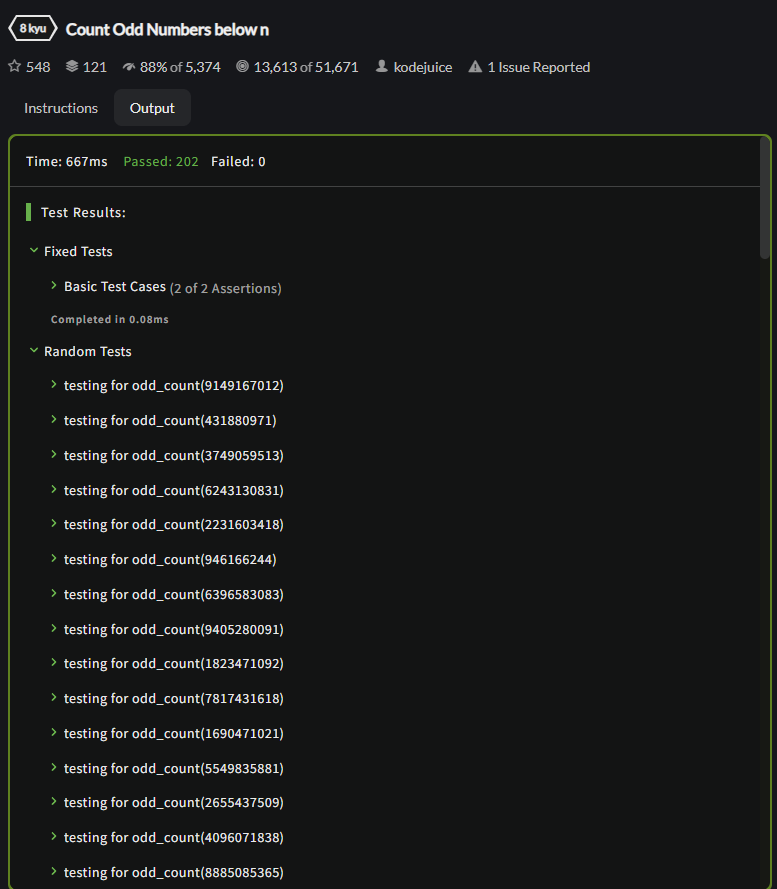 8 kyu Count Odd Numbers below n
548 121 88% of 5,374 13,613 of 51,671 kodejuice 1 Issue Reported
Instructions Output
Time: 667ms Passed: 202 Failed: 0
Test Results:
Fixed Tests
Basic Test Cases (2 of 2 Assertions)
Completed in 0.08ms
Random Tests
testing for odd_count(9149167012)
testing for odd_count(431880971)
testing for odd_count(3749059513)
testing for odd_count(6243130831)
testing for odd_count(2231603418)
testing for odd_count(946166244)
testing for odd_count(6396583083)
testing for odd_count(9405280091)
testing for odd_count(1823471092)
testing for odd_count(7817431618)
testing for odd_count(1690471021)
testing for odd_count(5549835881)
testing for odd_count(2655437509)
testing for odd_count(4096071838)
testing for odd_count(8885085365)